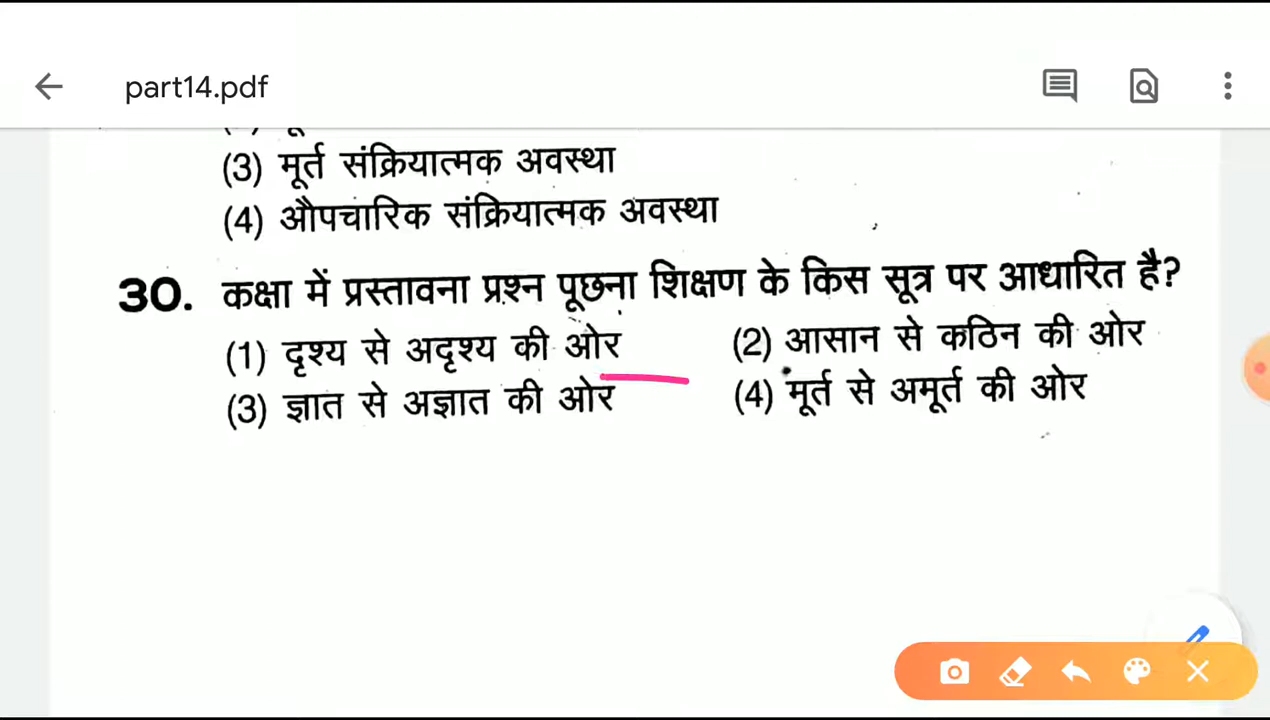 part14.pdf
(3) मूर्त संक्रियात्मक अवस्था
(4) औपचारिक संक्रियात्मक अवस्था
30. कक्षा में प्रस्तावना प्रश्न पूछना शिक्षण के किस सूत्र पर आधारित है?
(1) दृश्य से अदृश्य की ओर (2) आसान से कठिन की ओर
(3) ज्ञात से अज्ञात की ओर (4) मूर्त से अमूर्त की ओर